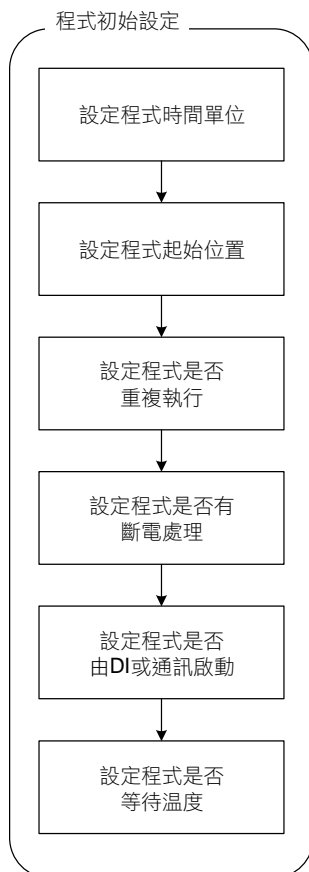 程式初始設定
設定程式時間單位
設定程式起始位置
設定程式是否
重複執行
設定程式是否有
斷電處理
設定程式是否
由DI或通訊啟動
設定程式是否
等待温度